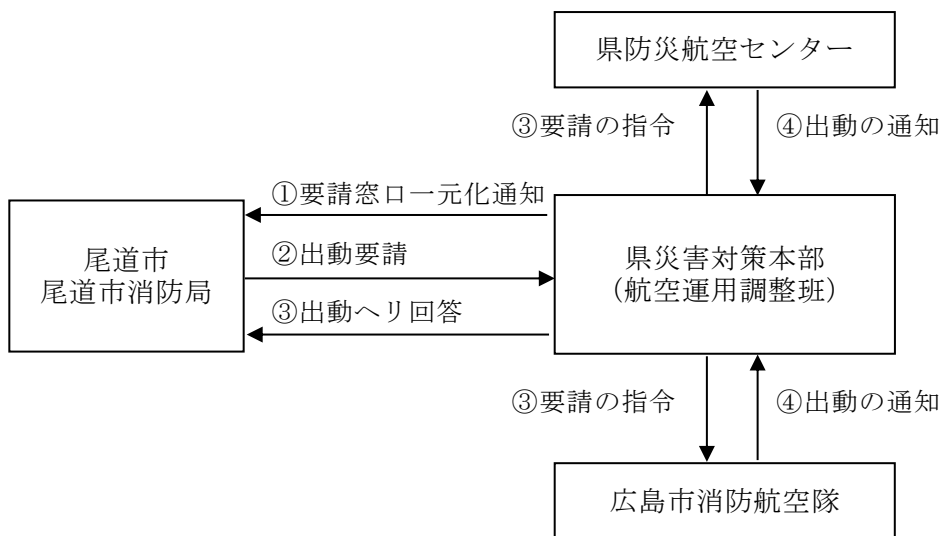 県防災航空センター
③要請の指令
④出動の通知
①要請窓口一元化通知
尾道市
尾道市消防局
②出動要請
県災害対策本部
（航空運用調整班）
③出動ヘリ回答
③要請の指令
④出動の通知
広島市消防航空隊